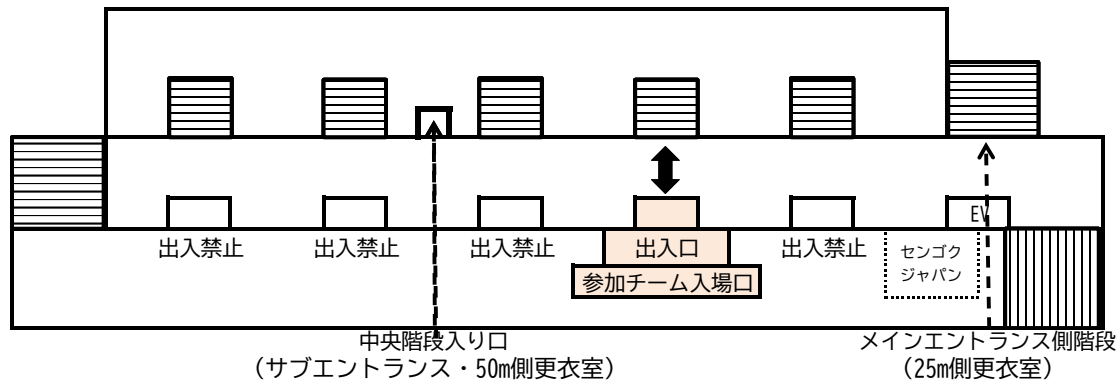 EV
出入禁止 出入禁止 出入禁止 出入口 出入禁止
センゴク
ジャパン
参加チーム入場口
中央階段入り口
（サブエントランス・50m側更衣室）
メインエントランス側階段
（25m側更衣室）